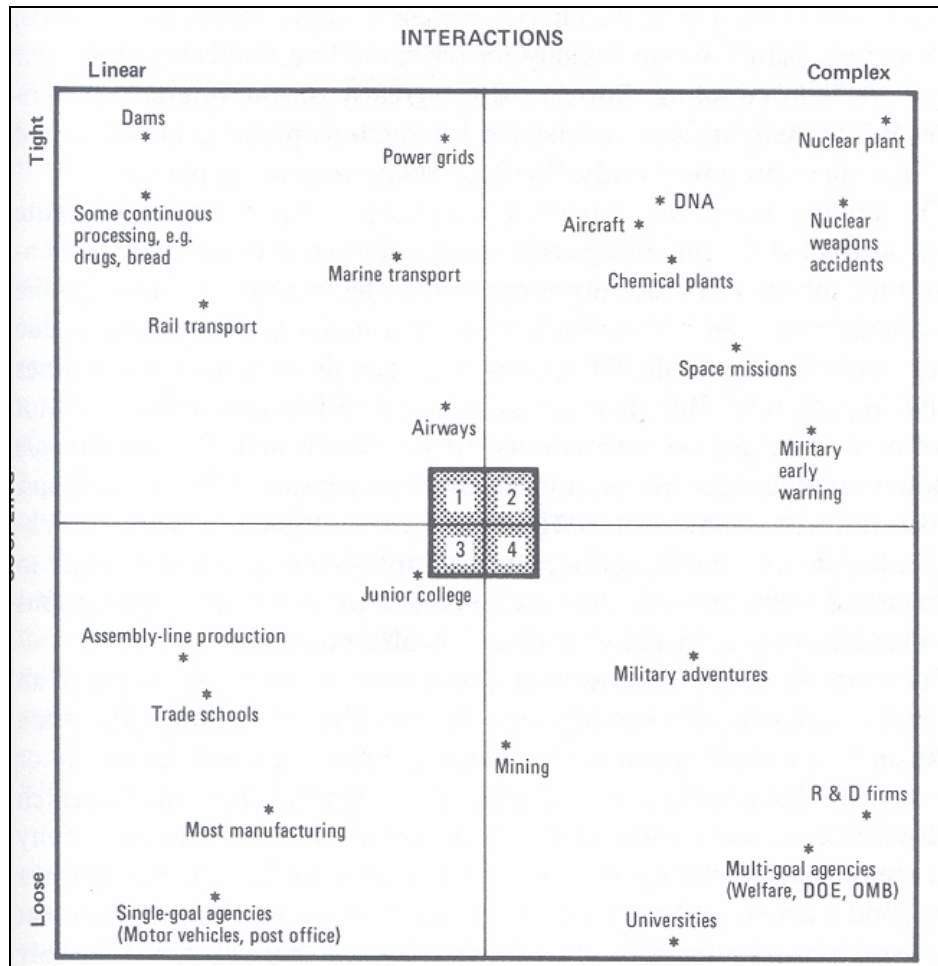 INTERACTIONS
Linear
Complex
Tight
Dams
Power grids
Nuclear plant
Some continuous
processing, e.g.
drugs, bread
DNA
Aircraft
Nuclear
weapons
accidents
Marine transport
Chemical plants
Rail transport
Space missions
Airways
Military
early
warning
1
2
3
4
Junior college
Assembly-line production
Military adventures
Trade schools
Mining
R & D firms
Most manufacturing
Multi-goal agencies
(Welfare, DOE, OMB)
Loose
Single-goal agencies
(Motor vehicles, post office)
Universities